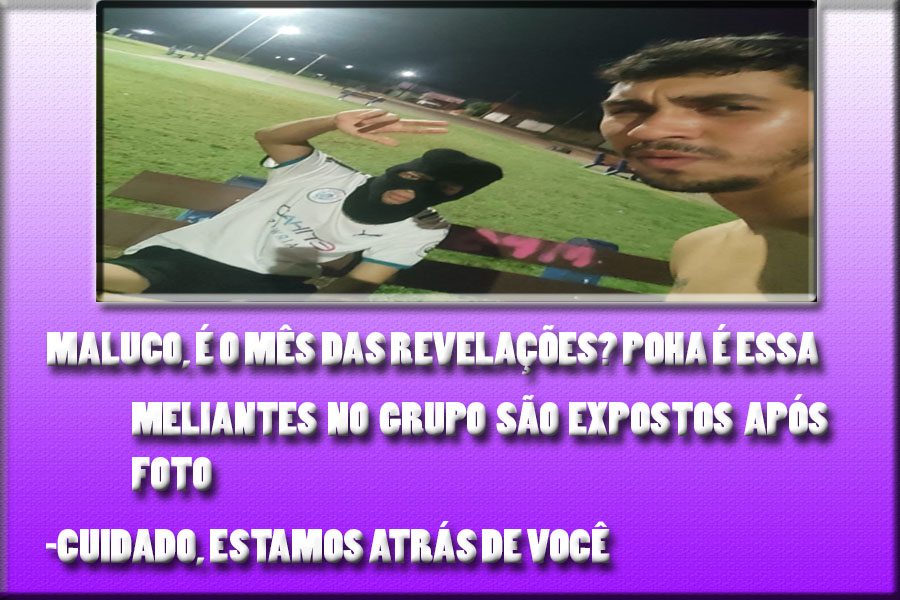 MALUCO, É O MÊS DAS REVELAÇÕES? POHA É ESSA
MELIANTES NO GRUPO SÃO EXPOSTOS APÓS
FOTO
-CUIDADO, ESTAMOS ATRÁS DE VOCÊ